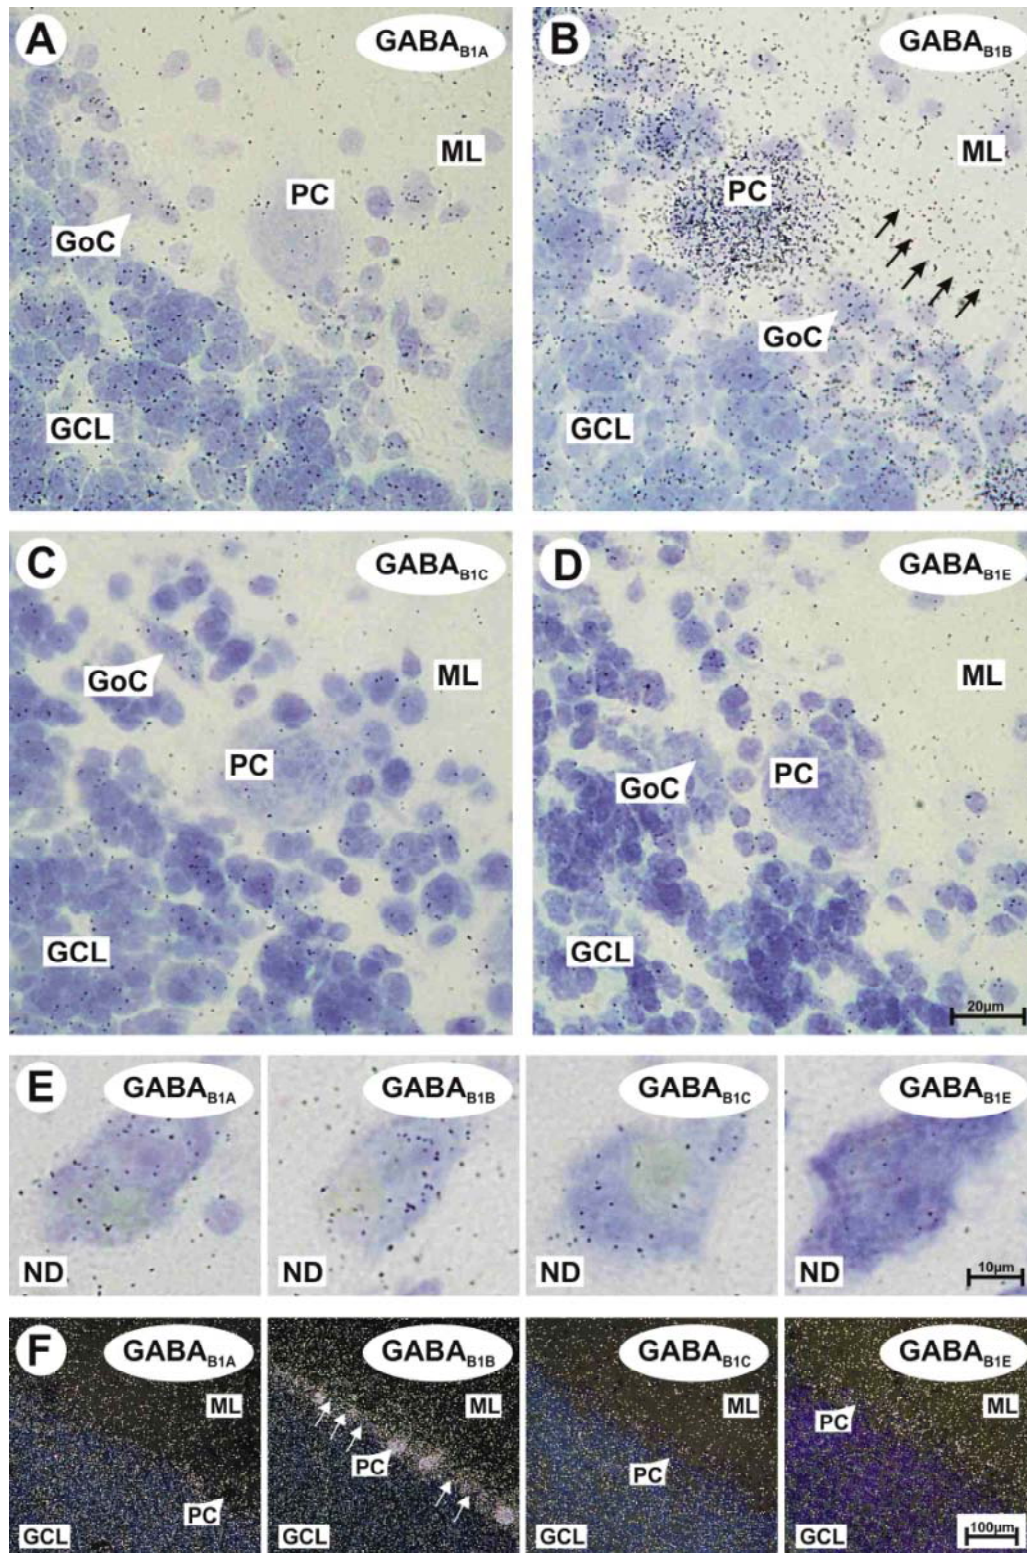 A
GABAB1A
ML
PC
GoC
GCL
B
GABAB1B
ML
PC
GoC
GCL
C
GABAB1C
GoC
ML
PC
GCL
D
GABAB1E
ML
GoC
PC
GCL
20µm
E
GABAB1A
ND
GABAB1B
ND
GABAB1C
ND
GABAB1E
10µm
ND
F
GABAB1A
ML
PC
GCL
GABAB1B
ML
PC
GCL
GABAB1C
ML
PC
GCL
GABAB1E
PC
ML
GCL
100µm